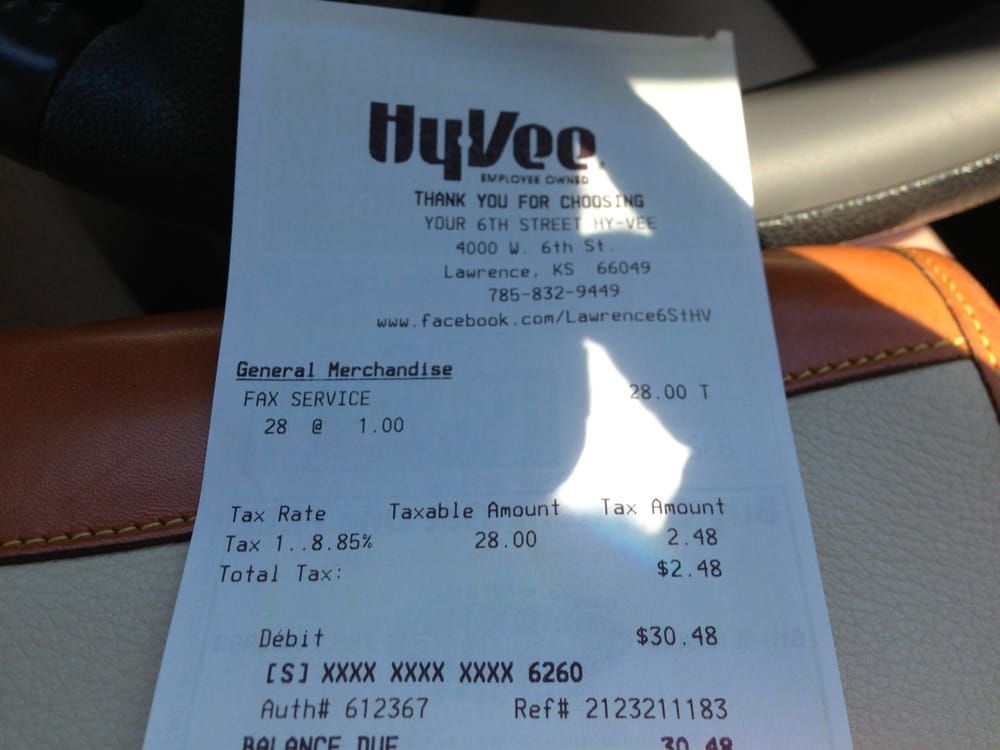 HyVee
EMPLOYEE OWNED
THANK YOU FOR CHOOSING
YOUR 6TH STREET HY-VEE
4000 W. 6th St.
Lawrence, KS 66049
785-832-9449
www.facebook.com/Lawrence6StHV
General Merchandise
FAX SERVICE 28.00 T
28 @ 1.00
Tax Rate Taxable Amount Tax Amount
Tax 1..8.85% 28.00 2.48
Total Tax: $2.48
Débit $30.48
[S] XXXX XXXX XXXX 6260
Auth# 612367 Ref# 2123211183
BALANCE DUE 30.48